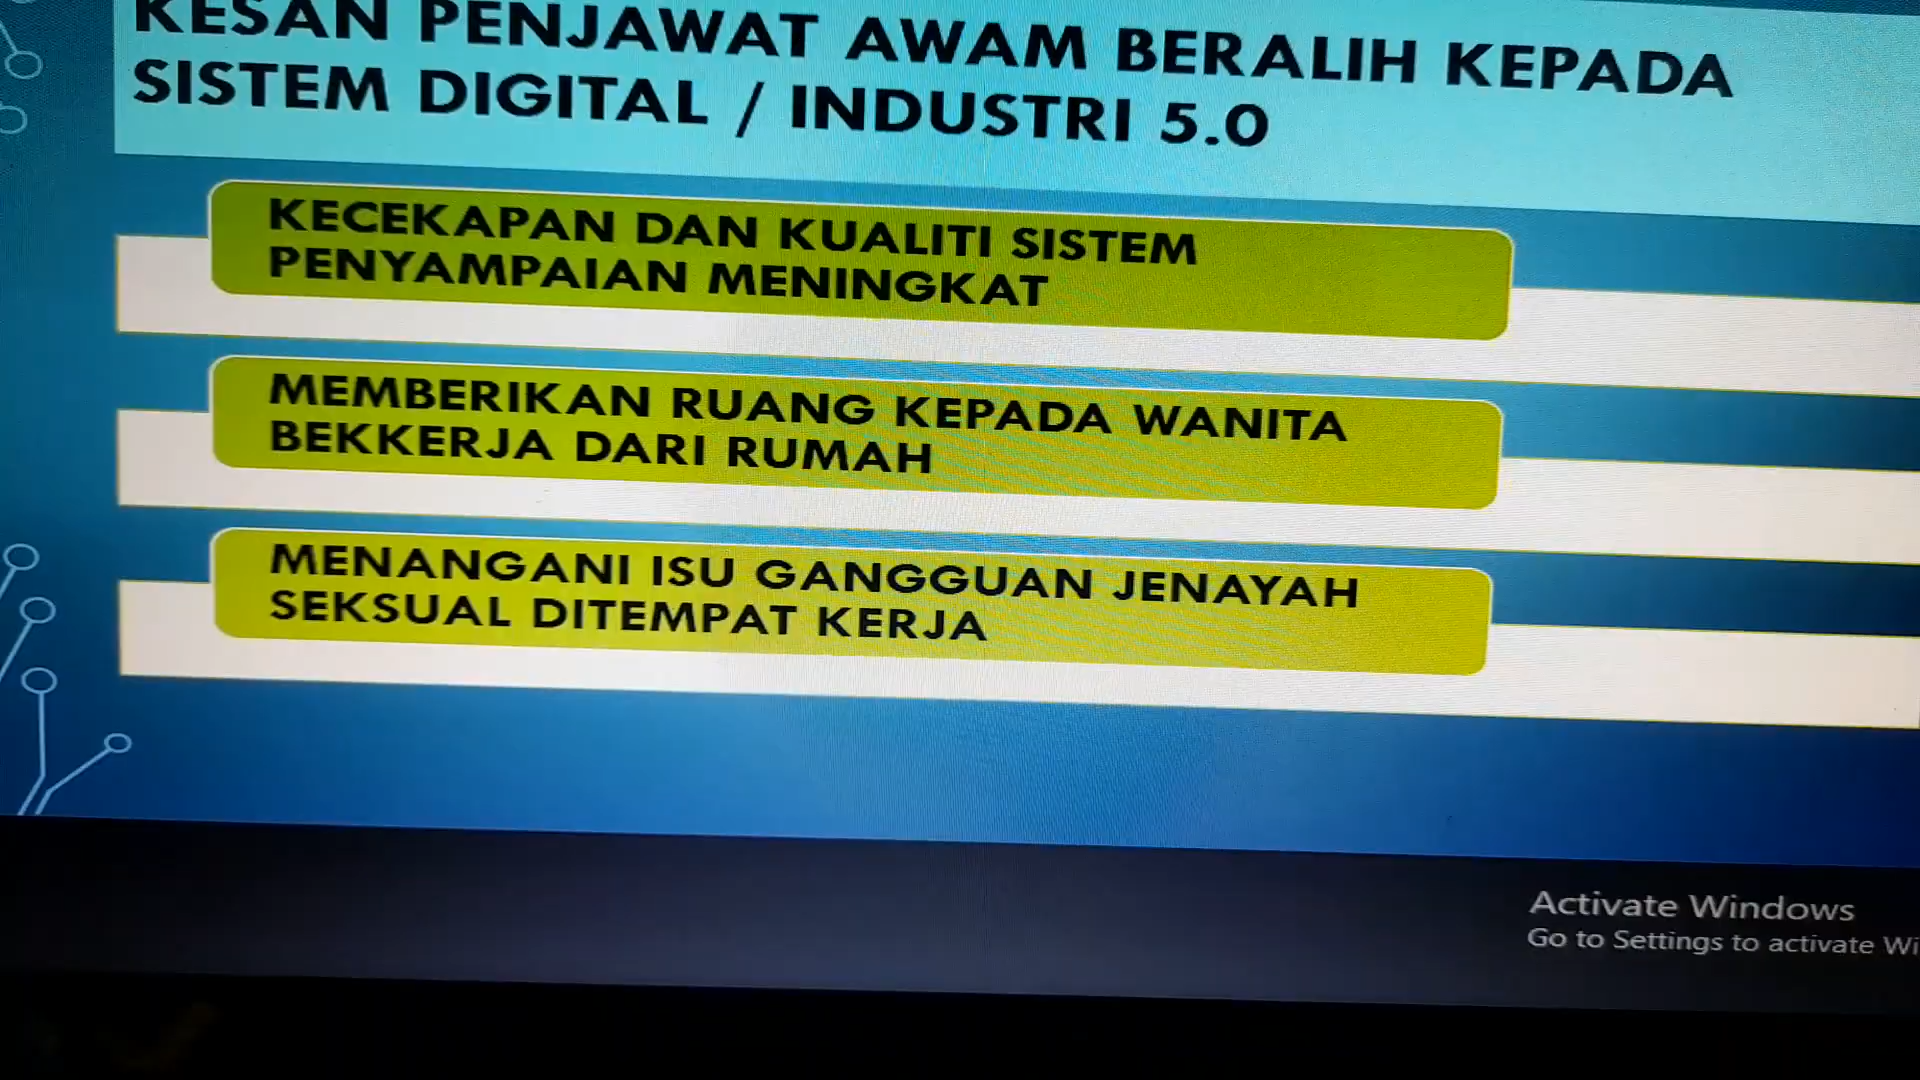 KESAN PENJAWAT AWAM BERALIH KEPADA
SISTEM DIGITAL / INDUSTRI 5.0
KECEKAPAN DAN KUALITI SISTEM
PENYAMPAIAN MENINGKAT
MEMBERIKAN RUANG KEPADA WANITA
BEKKERJA DARI RUMAH
MENANGANI ISU GANGGUAN JENAYAH
SEKSUAL DITEMPAT KERJA
Activate Windows
Go to Settings to activate Wi